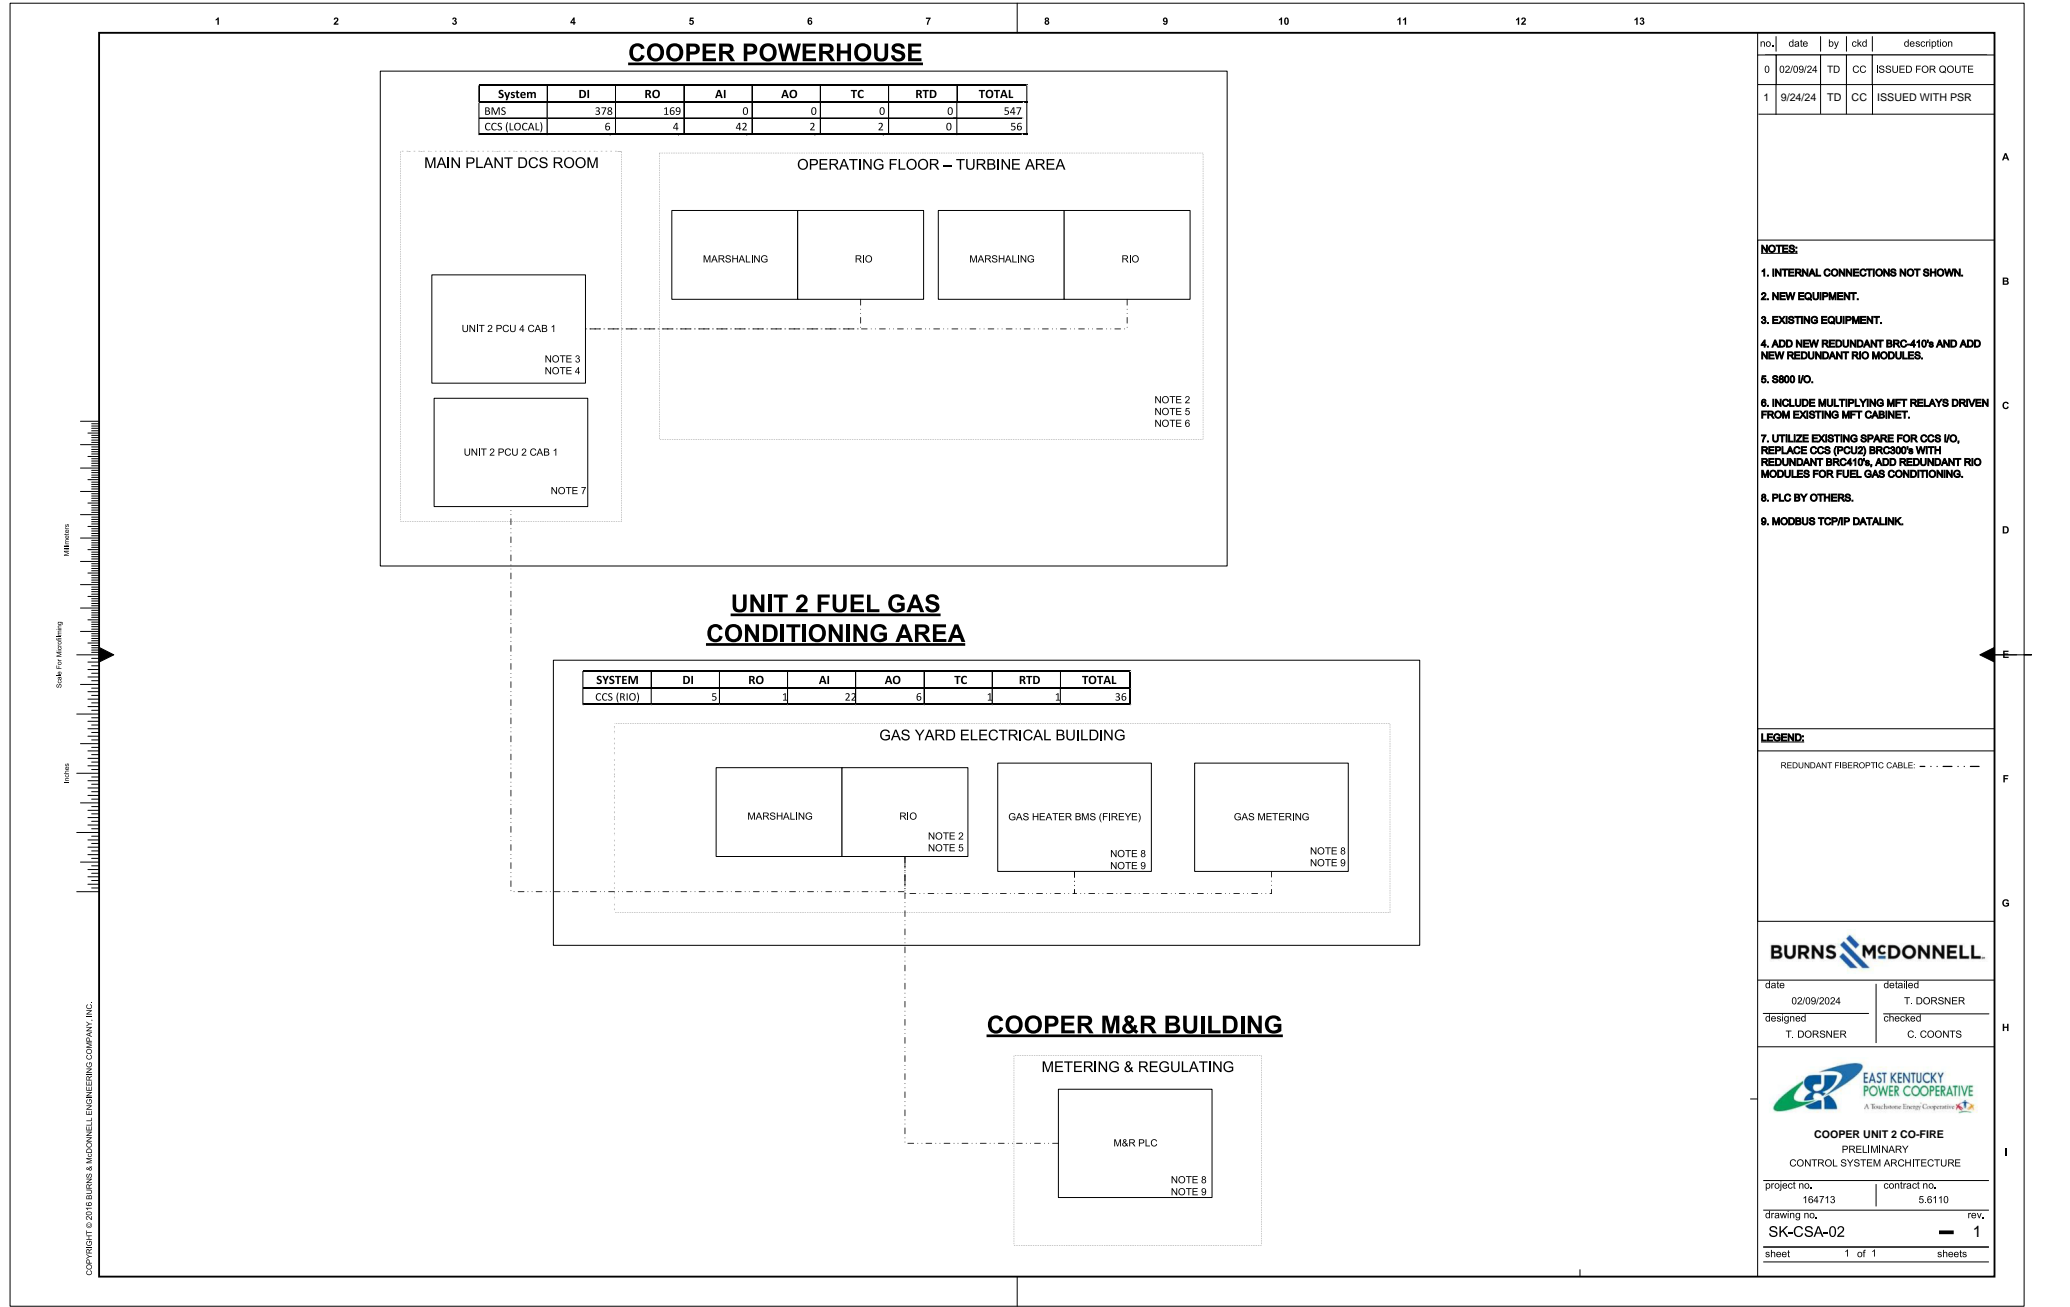 1 2 3 4 5 6 7 8 9 10 11 12 13
COOPER POWERHOUSE
System DI RO AI AO TC RTD TOTAL
BMS 378 169 0 0 0 0 547
CCS (LOCAL) 6 4 42 2 2 0 56
MAIN PLANT DCS ROOM
OPERATING FLOOR – TURBINE AREA
MARSHALING
RIO
MARSHALING
RIO
UNIT 2 PCU 4 CAB 1
NOTE 3
NOTE 4
NOTE 2
NOTE 5
NOTE 6
UNIT 2 PCU 2 CAB 1
NOTE 7
UNIT 2 FUEL GAS
CONDITIONING AREA
SYSTEM DI RO AI AO TC RTD TOTAL
CCS (RIO) 5 1 22 6 1 1 36
GAS YARD ELECTRICAL BUILDING
MARSHALING
RIO
NOTE 2
NOTE 5
GAS HEATER BMS (FIREYE)
NOTE 8
NOTE 9
GAS METERING
NOTE 8
NOTE 9
COOPER M&R BUILDING
METERING & REGULATING
M&R PLC
NOTE 8
NOTE 9
Millimeters
Scale For Microfilming
Inches
COPYRIGHT © 2016 BURNS & McDONNELL ENGINEERING COMPANY, INC.
no. date by ckd description
0 02/09/24 TD CC ISSUED FOR QOUTE
1 9/24/24 TD CC ISSUED WITH PSR
NOTES:
1. INTERNAL CONNECTIONS NOT SHOWN.
2. NEW EQUIPMENT.
3. EXISTING EQUIPMENT.
4. ADD NEW REDUNDANT BRC-410's AND ADD
NEW REDUNDANT RIO MODULES.
5. S800 I/O.
6. INCLUDE MULTIPLYING MFT RELAYS DRIVEN
FROM EXISTING MFT CABINET.
7. UTILIZE EXISTING SPARE FOR CCS I/O,
REPLACE CCS (PCU2) BRC300's WITH
REDUNDANT BRC410's, ADD REDUNDANT RIO
MODULES FOR FUEL GAS CONDITIONING.
8. PLC BY OTHERS.
9. MODBUS TCP/IP DATALINK.
LEGEND:
REDUNDANT FIBEROPTIC CABLE:
BURNS McDONNELL
date
02/09/2024
detailed
T. DORSNER
designed
T. DORSNER
checked
C. COONTS
EAST KENTUCKY
POWER COOPERATIVE
A Touchstone Energy Cooperative
COOPER UNIT 2 CO-FIRE
PRELIMINARY
CONTROL SYSTEM ARCHITECTURE
project no. contract no.
164713 5.6110
drawing no. rev.
SK-CSA-02 – 1
sheet 1 of 1 sheets
A
B
C
D
E
F
G
H
I